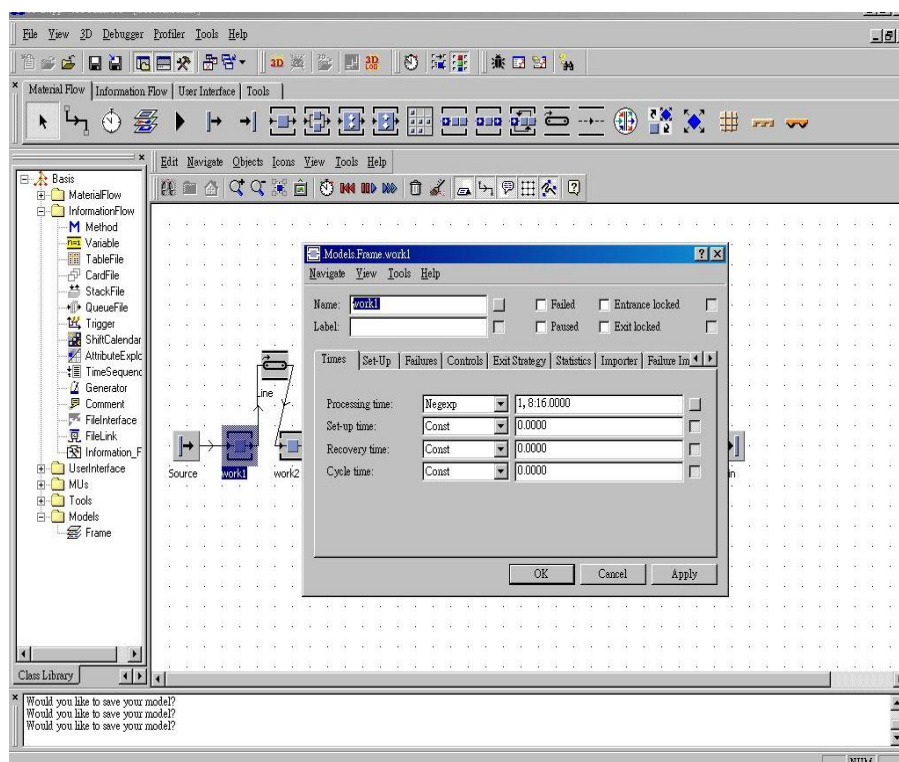 File View 3D Debugger Profiler Tools Help
Material Flow Information Flow User Interface Tools
Edit Navigate Objects Icons View Tools Help
Basis
MaterialFlow
InformationFlow
Method
Variable
TableFile
CardFile
StackFile
QueueFile
Trigger
ShiftCalendar
AttributeExplc
TimeSequenc
Generator
Comment
FileInterface
FileLink
Information_F
UserInterface
MUs
Tools
Models
Frame
Class Library
Source
work1
Line
work2
in
.Models.Frame.work1
Navigate View Tools Help
Name: work1 Failed Entrance locked
Label: Paused Exit locked
Times Set-Up Failures Controls Exit Strategy Statistics Importer Failure Im
Processing time: Negexp 1, 8:16.0000
Set-up time: Const 0.0000
Recovery time: Const 0.0000
Cycle time: Const 0.0000
OK Cancel Apply
Would you like to save your model?
Would you like to save your model?
Would you like to save your model?
NUM